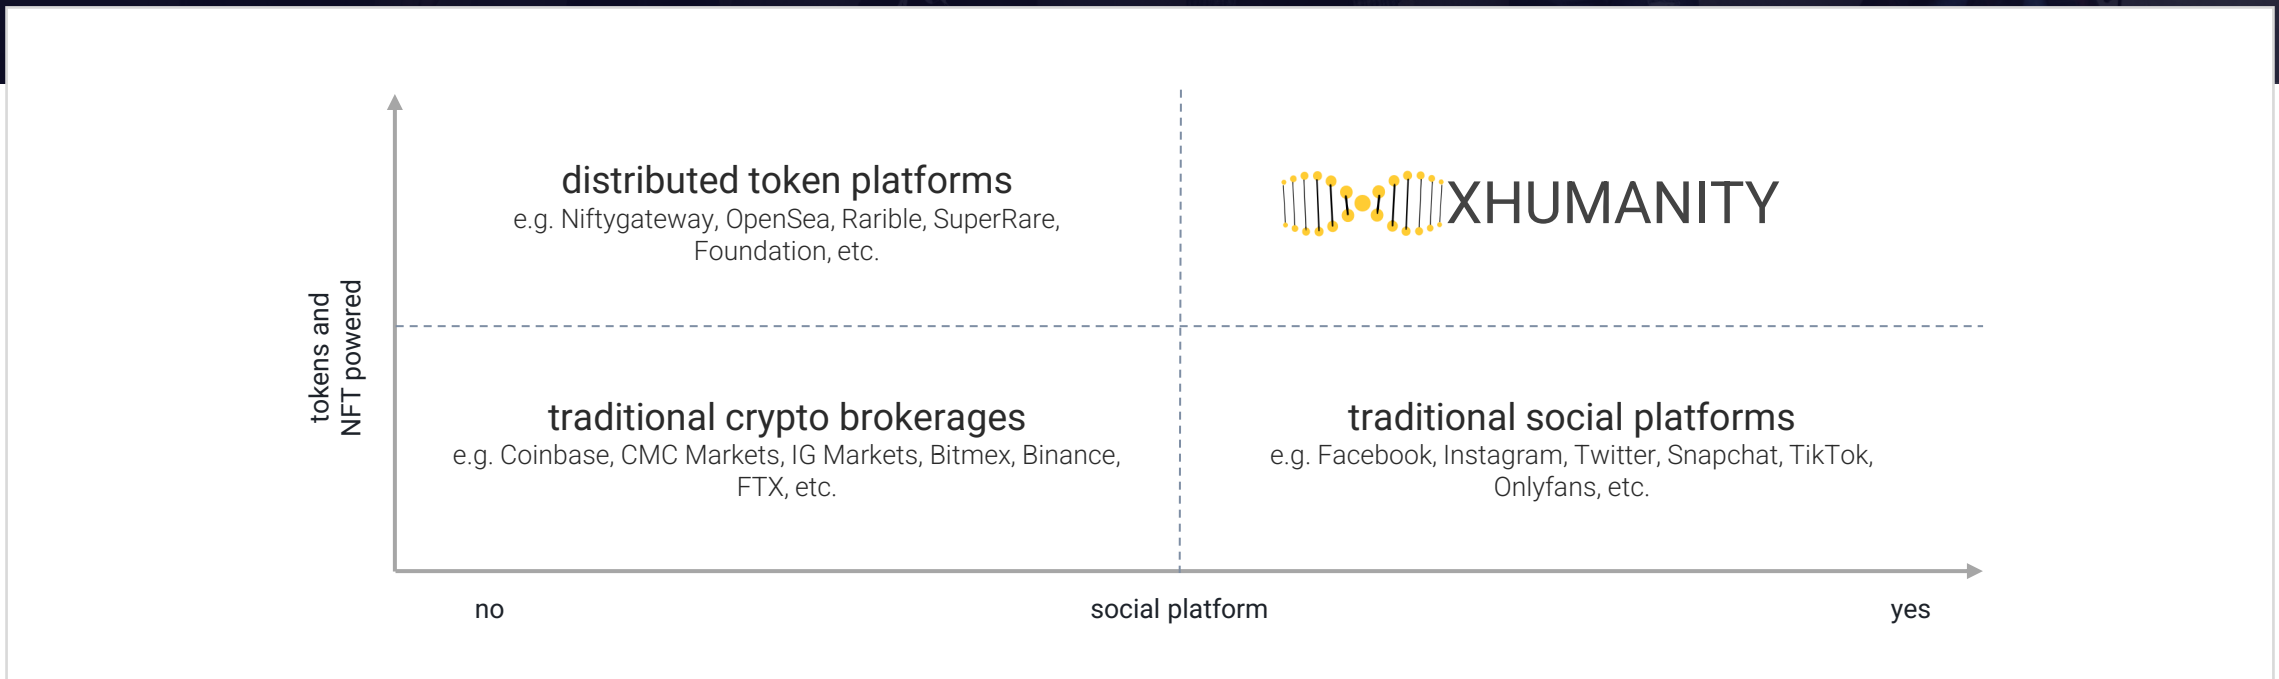 distributed token platforms
e.g. Niftygateway, OpenSea, Rarible, SuperRare,
Foundation, etc.
XHUMANITY
tokens and
NFT powered
traditional crypto brokerages
e.g. Coinbase, CMC Markets, IG Markets, Bitmex, Binance,
FTX, etc.
traditional social platforms
e.g. Facebook, Instagram, Twitter, Snapchat, TikTok,
Onlyfans, etc.
no
social platform
yes